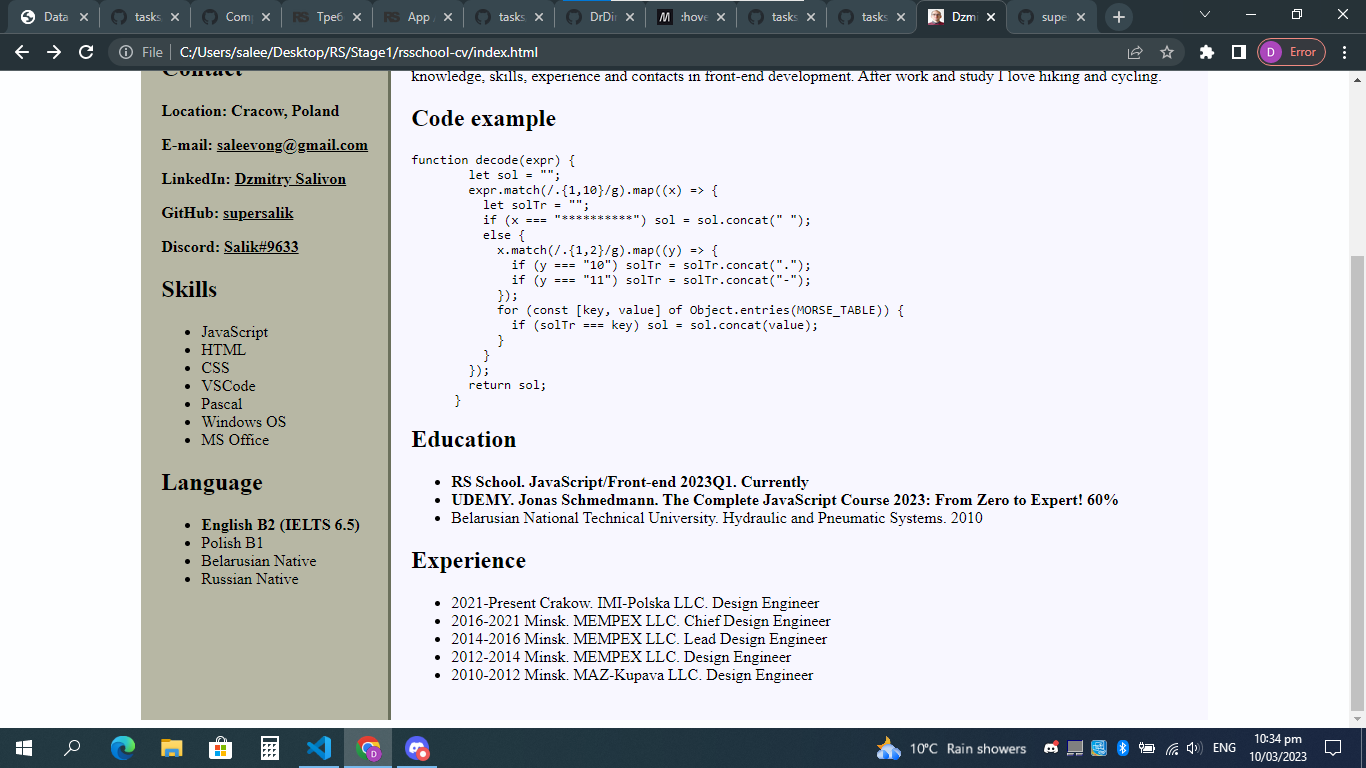 Data
tasks
Com
RS Треб
RS App
tasks
DrDi
M :hove
tasks
tasks
Dzmi
supe
File
C:/Users/salee/Desktop/RS/Stage1/rsschool-cv/index.html
D Error
Contact
Location: Cracow, Poland
E-mail: saleevong@gmail.com
LinkedIn: Dzmitry Salivon
GitHub: supersalik
Discord: Salik#9633
Skills
JavaScript
HTML
CSS
VSCode
Pascal
Windows OS
MS Office
Language
English B2 (IELTS 6.5)
Polish B1
Belarusian Native
Russian Native
knowledge, skills, experience and contacts in front-end development. After work and study I love hiking and cycling.
Code example
function decode(expr) {
let sol = "";
expr.match(/.{1,10}/g).map((x) => {
let solTr = "";
if (x === "**********") sol = sol.concat(" ");
else {
x.match(/.{1,2}/g).map((y) => {
if (y === "10") solTr = solTr.concat(".");
if (y === "11") solTr = solTr.concat("-");
});
for (const [key, value] of Object.entries(MORSE_TABLE)) {
if (solTr === key) sol = sol.concat(value);
}
}
});
return sol;
}
Education
RS School. JavaScript/Front-end 2023Q1. Currently
UDEMY. Jonas Schmedmann. The Complete JavaScript Course 2023: From Zero to Expert! 60%
Belarusian National Technical University. Hydraulic and Pneumatic Systems. 2010
Experience
2021-Present Crakow. IMI-Polska LLC. Design Engineer
2016-2021 Minsk. MEMPEX LLC. Chief Design Engineer
2014-2016 Minsk. MEMPEX LLC. Lead Design Engineer
2012-2014 Minsk. MEMPEX LLC. Design Engineer
2010-2012 Minsk. MAZ-Kupava LLC. Design Engineer
D
10°C Rain showers
ENG
10:34 pm
10/03/2023